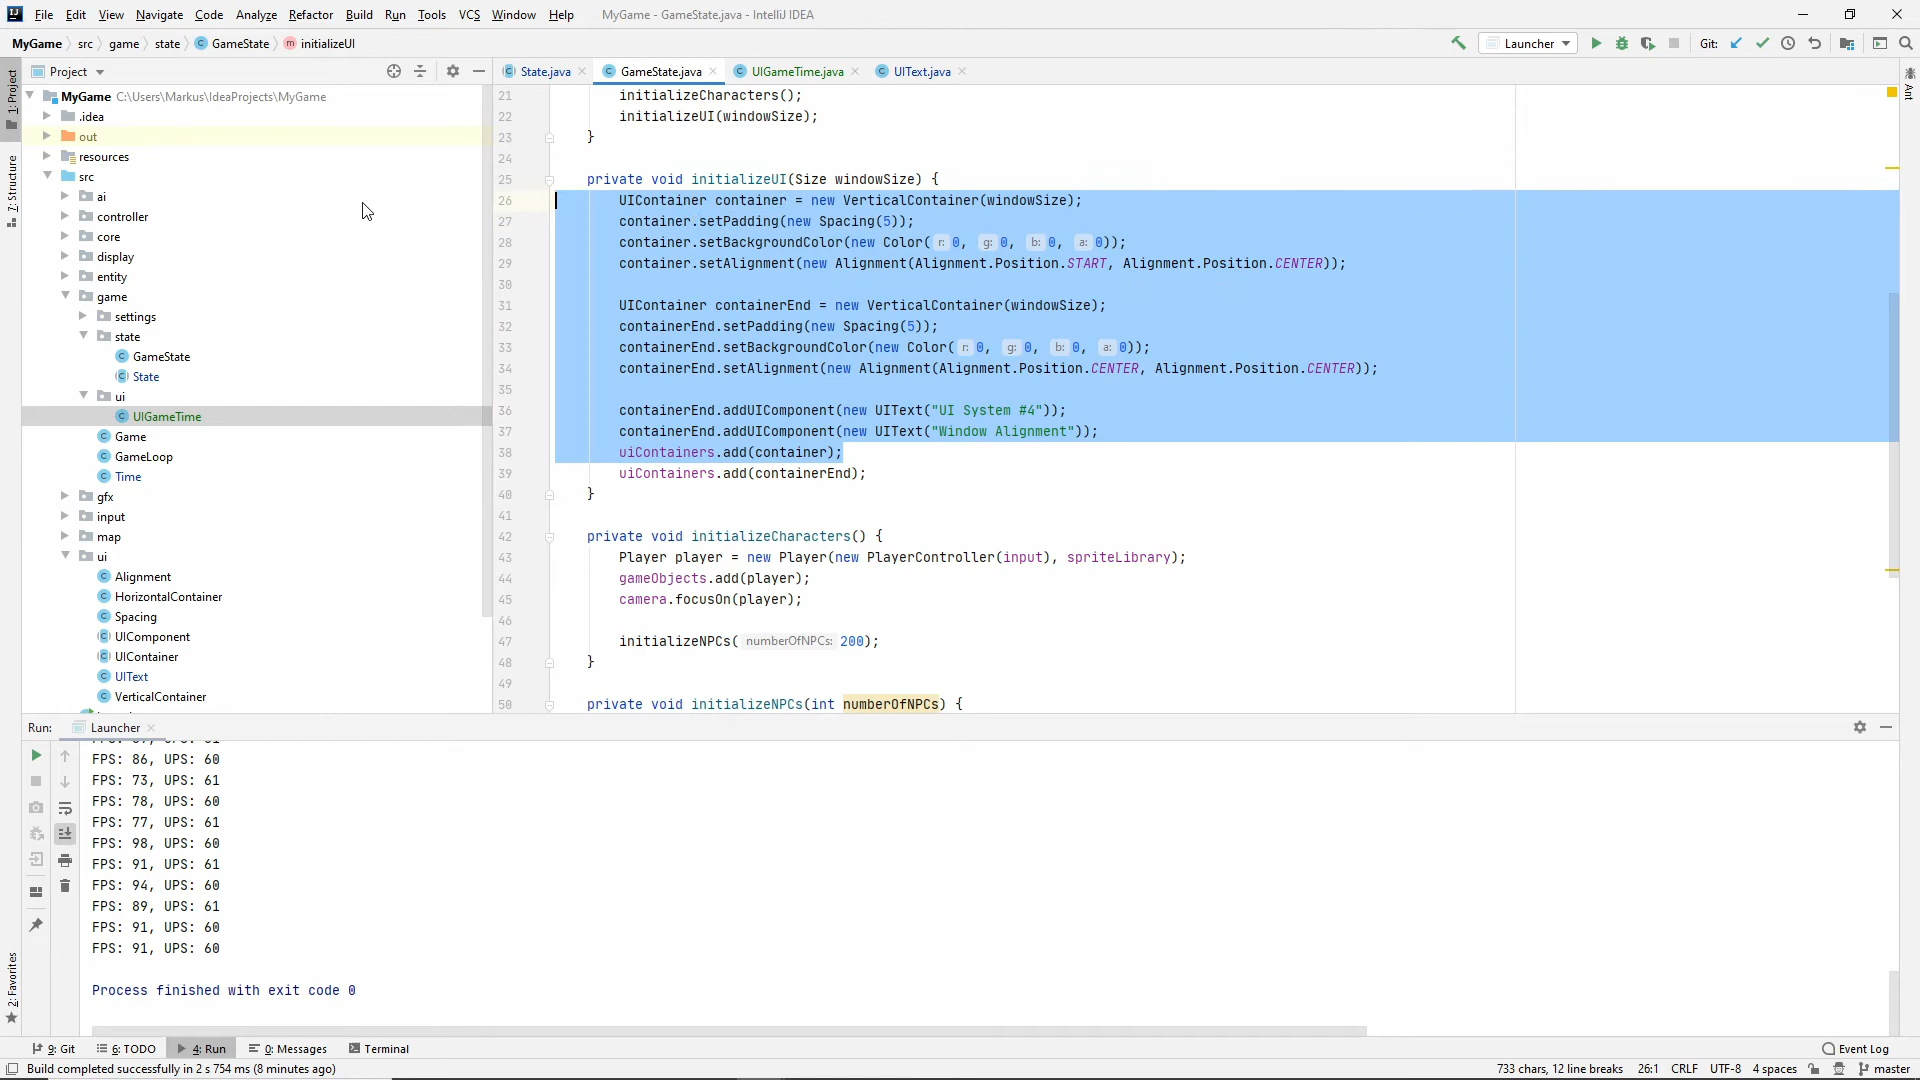 File Edit View Navigate Code Analyze Refactor Build Run Tools VCS Window Help MyGame - GameState.java - IntelliJ IDEA
MyGame src game state GameState initializeUI Launcher Git:
Project State.java GameState.java UIGameTime.java UIText.java
1: Project
7: Structure
2: Favorites
Ant
MyGame C:\Users\Markus\IdeaProjects\MyGame
.idea
out
resources
src
ai
controller
core
display
entity
game
settings
state
GameState
State
ui
UIGameTime
Game
GameLoop
Time
gfx
input
map
ui
Alignment
HorizontalContainer
Spacing
UIComponent
UIContainer
UIText
VerticalContainer
21 initializeCharacters();
22 initializeUI(windowSize);
23 }
24
25 private void initializeUI(Size windowSize) {
26 UIContainer container = new VerticalContainer(windowSize);
27 container.setPadding(new Spacing(5));
28 container.setBackgroundColor(new Color( r: 0, g: 0, b: 0, a: 0));
29 container.setAlignment(new Alignment(Alignment.Position.START, Alignment.Position.CENTER));
30
31 UIContainer containerEnd = new VerticalContainer(windowSize);
32 containerEnd.setPadding(new Spacing(5));
33 containerEnd.setBackgroundColor(new Color( r: 0, g: 0, b: 0, a: 0));
34 containerEnd.setAlignment(new Alignment(Alignment.Position.CENTER, Alignment.Position.CENTER));
35
36 containerEnd.addUIComponent(new UIText("UI System #4"));
37 containerEnd.addUIComponent(new UIText("Window Alignment"));
38 uiContainers.add(container);
39 uiContainers.add(containerEnd);
40 }
41
42 private void initializeCharacters() {
43 Player player = new Player(new PlayerController(input), spriteLibrary);
44 gameObjects.add(player);
45 camera.focusOn(player);
46
47 initializeNPCs( numberOfNPCs: 200);
48 }
49
50 private void initializeNPCs(int numberOfNPCs) {
Run: Launcher
FPS: 86, UPS: 60
FPS: 73, UPS: 61
FPS: 78, UPS: 60
FPS: 77, UPS: 61
FPS: 98, UPS: 60
FPS: 91, UPS: 61
FPS: 94, UPS: 60
FPS: 89, UPS: 61
FPS: 91, UPS: 60
FPS: 91, UPS: 60
Process finished with exit code 0
9: Git 6: TODO 4: Run 0: Messages Terminal Event Log
Build completed successfully in 2 s 754 ms (8 minutes ago) 733 chars, 12 line breaks 26:1 CRLF UTF-8 4 spaces master